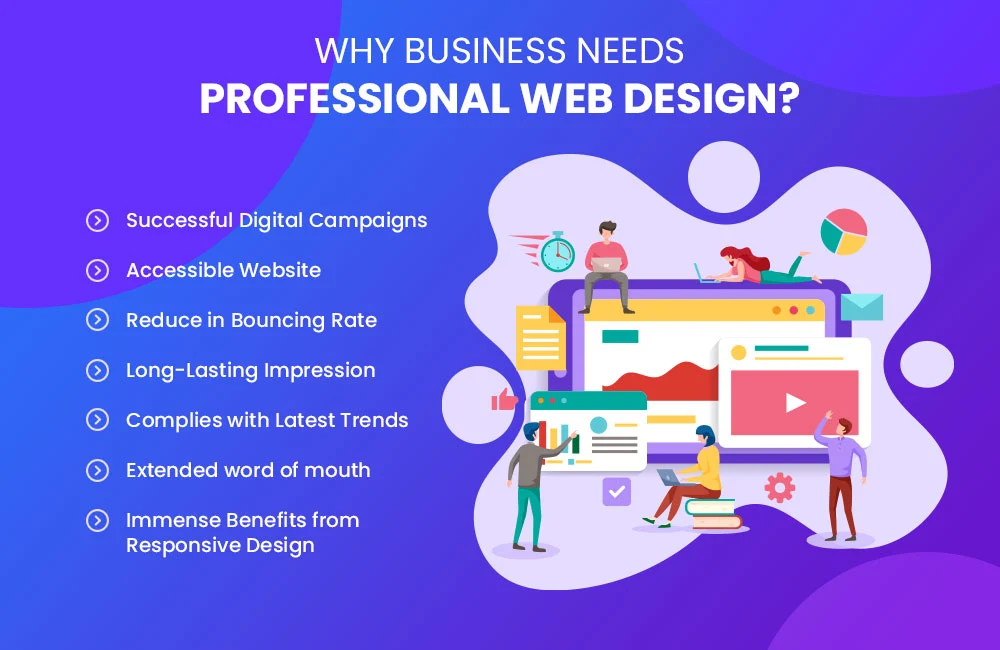 WHY BUSINESS NEEDS
PROFESSIONAL WEB DESIGN?
Successful Digital Campaigns
Accessible Website
Reduce in Bouncing Rate
Long-Lasting Impression
Complies with Latest Trends
Extended word of mouth
Immense Benefits from
Responsive Design